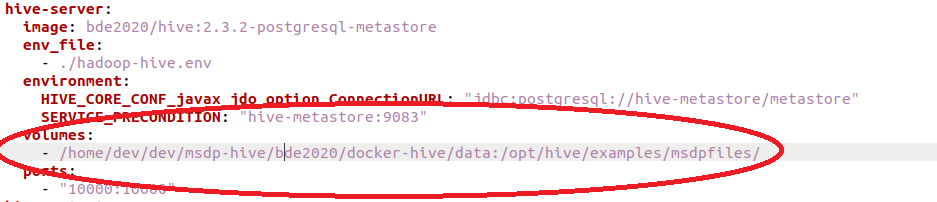 hive-server:
image: bde2020/hive:2.3.2-postgresql-metastore
env_file:
- ./hadoop-hive.env
environment:
HIVE_CORE_CONF_javax_jdo_option_ConnectionURL: "jdbc:postgresql://hive-metastore/metastore"
SERVICE_PRECONDITION: "hive-metastore:9083"
volumes:
- /home/dev/dev/msdp-hive/bde2020/docker-hive/data:/opt/hive/examples/msdpfiles/
ports:
- "10000:10000"